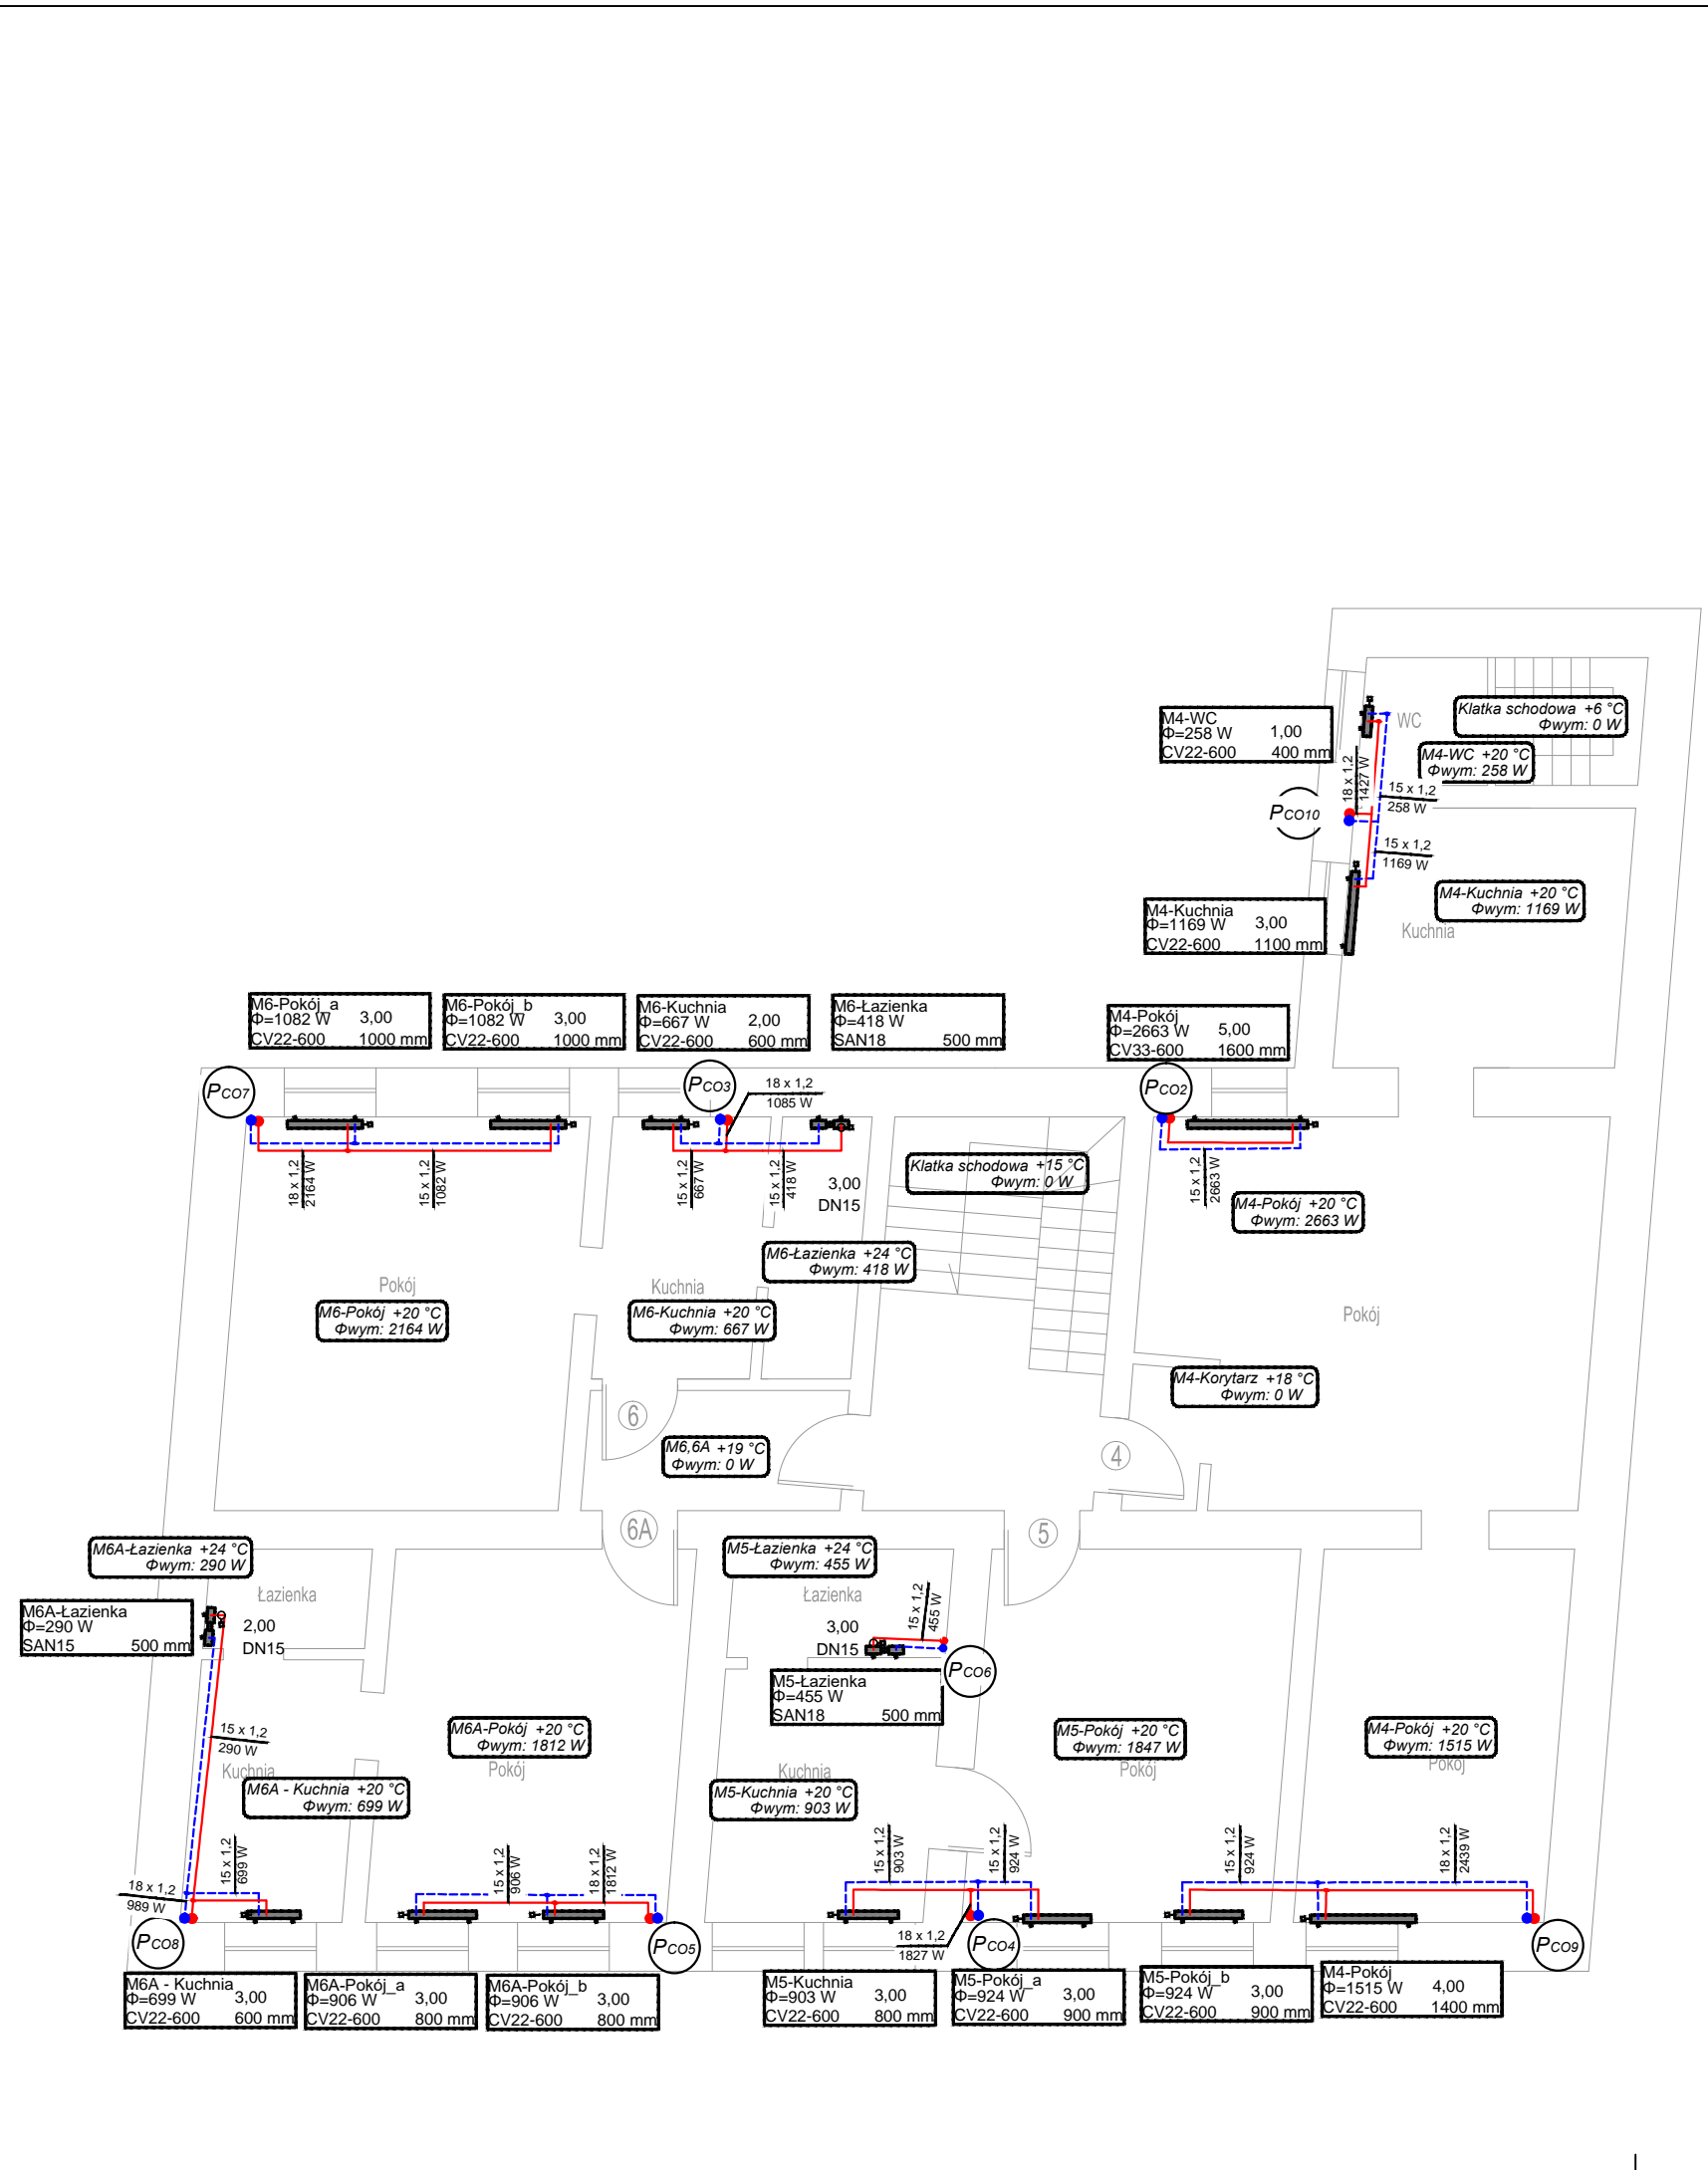 M4-WC
Φ=258 W 1,00
CV22-600 400 mm
WC
Klatka schodowa +6 °C
Φwym: 0 W
M4-WC +20 °C
Φwym: 258 W
18 x 1,2
1427 W
15 x 1,2
258 W
PCO10
15 x 1,2
1169 W
M4-Kuchnia +20 °C
Φwym: 1169 W
Kuchnia
M4-Kuchnia
Φ=1169 W 3,00
CV22-600 1100 mm
M6-Pokój_a
Φ=1082 W 3,00
CV22-600 1000 mm
M6-Pokój_b
Φ=1082 W 3,00
CV22-600 1000 mm
M6-Kuchnia
Φ=667 W 2,00
CV22-600 600 mm
M6-Łazienka
Φ=418 W
SAN18 500 mm
M4-Pokój
Φ=2663 W 5,00
CV33-600 1600 mm
PCO7
PCO3
18 x 1,2
1085 W
PCO2
18 x 1,2
2164 W
15 x 1,2
1082 W
15 x 1,2
667 W
15 x 1,2
418 W
3,00
DN15
Klatka schodowa +15 °C
Φwym: 0 W
15 x 1,2
2663 W
M4-Pokój +20 °C
Φwym: 2663 W
M6-Łazienka +24 °C
Φwym: 418 W
Pokój
M6-Pokój +20 °C
Φwym: 2164 W
Kuchnia
M6-Kuchnia +20 °C
Φwym: 667 W
Pokój
M4-Korytarz +18 °C
Φwym: 0 W
6
M6,6A +19 °C
Φwym: 0 W
4
6A
5
M6A-Łazienka +24 °C
Φwym: 290 W
Łazienka
M6A-Łazienka
Φ=290 W
SAN15 500 mm
2,00
DN15
M5-Łazienka +24 °C
Φwym: 455 W
Łazienka
15 x 1,2
455 W
3,00
DN15
PCO6
M5-Łazienka
Φ=455 W
SAN18 500 mm
15 x 1,2
290 W
Kuchnia
M6A - Kuchnia +20 °C
Φwym: 699 W
M6A-Pokój +20 °C
Φwym: 1812 W
Pokój
Kuchnia
M5-Kuchnia +20 °C
Φwym: 903 W
M5-Pokój +20 °C
Φwym: 1847 W
Pokój
M4-Pokój +20 °C
Φwym: 1515 W
Pokój
15 x 1,2
699 W
18 x 1,2
989 W
15 x 1,2
906 W
18 x 1,2
1812 W
15 x 1,2
903 W
15 x 1,2
924 W
15 x 1,2
924 W
18 x 1,2
2439 W
PCO8
PCO5
18 x 1,2
1827 W
PCO4
PCO9
M6A - Kuchnia
Φ=699 W 3,00
CV22-600 600 mm
M6A-Pokój_a
Φ=906 W 3,00
CV22-600 800 mm
M6A-Pokój_b
Φ=906 W 3,00
CV22-600 800 mm
M5-Kuchnia
Φ=903 W 3,00
CV22-600 800 mm
M5-Pokój_a
Φ=924 W 3,00
CV22-600 900 mm
M5-Pokój_b
Φ=924 W 3,00
CV22-600 900 mm
M4-Pokój
Φ=1515 W 4,00
CV22-600 1400 mm